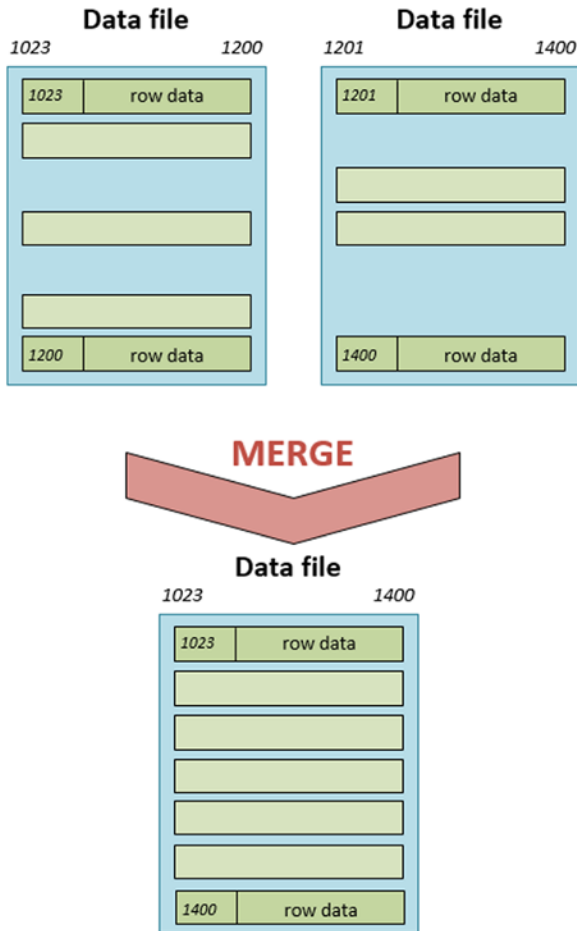 Data file
1023 1200
1023 row data
1200 row data
Data file
1201 1400
1201 row data
1400 row data
MERGE
Data file
1023 1400
1023 row data
1400 row data